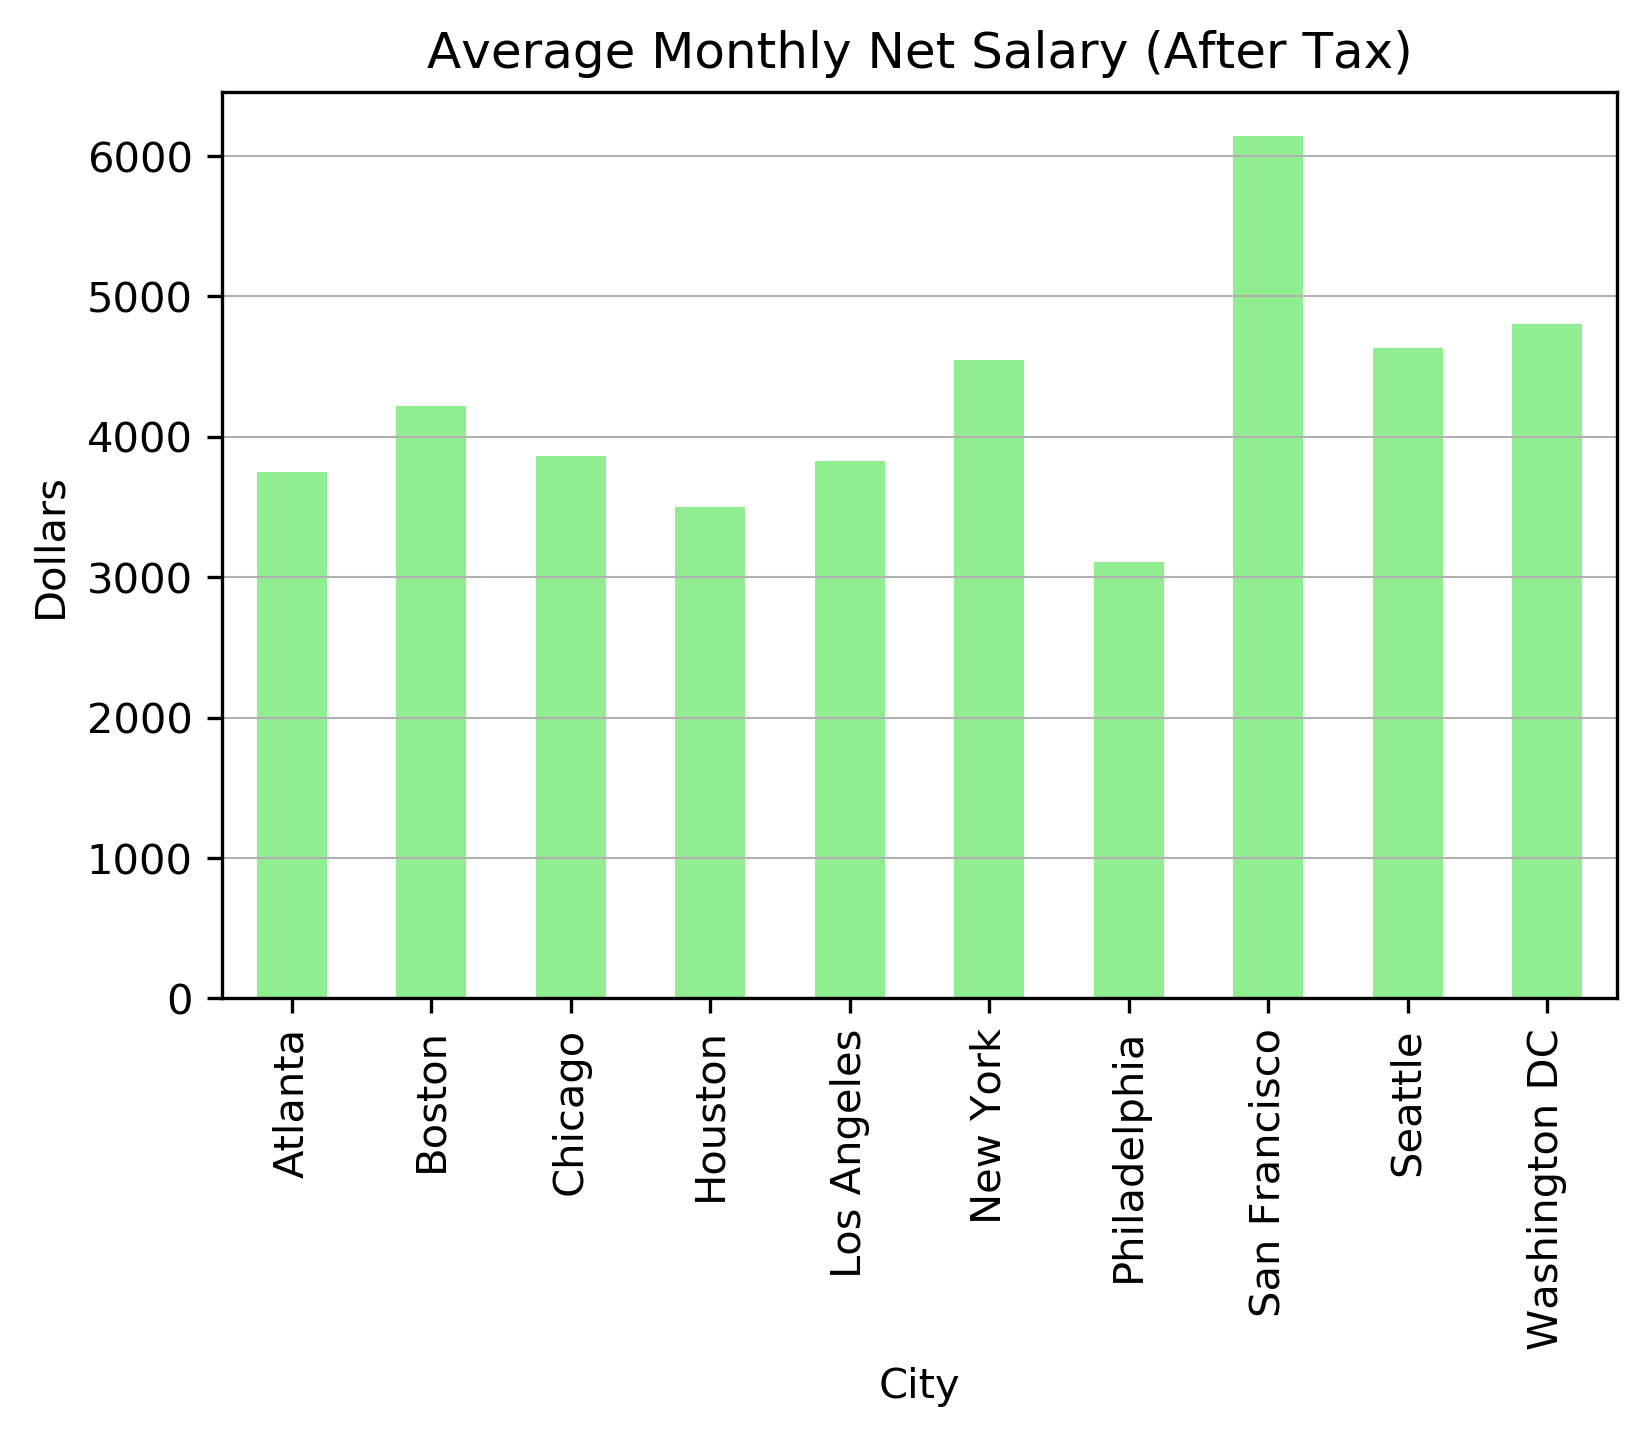 Average Monthly Net Salary (After Tax)
6000
5000
4000
3000
2000
1000
0
Dollars
Atlanta
Boston
Chicago
Houston
Los Angeles
New York
Philadelphia
San Francisco
Seattle
Washington DC
City